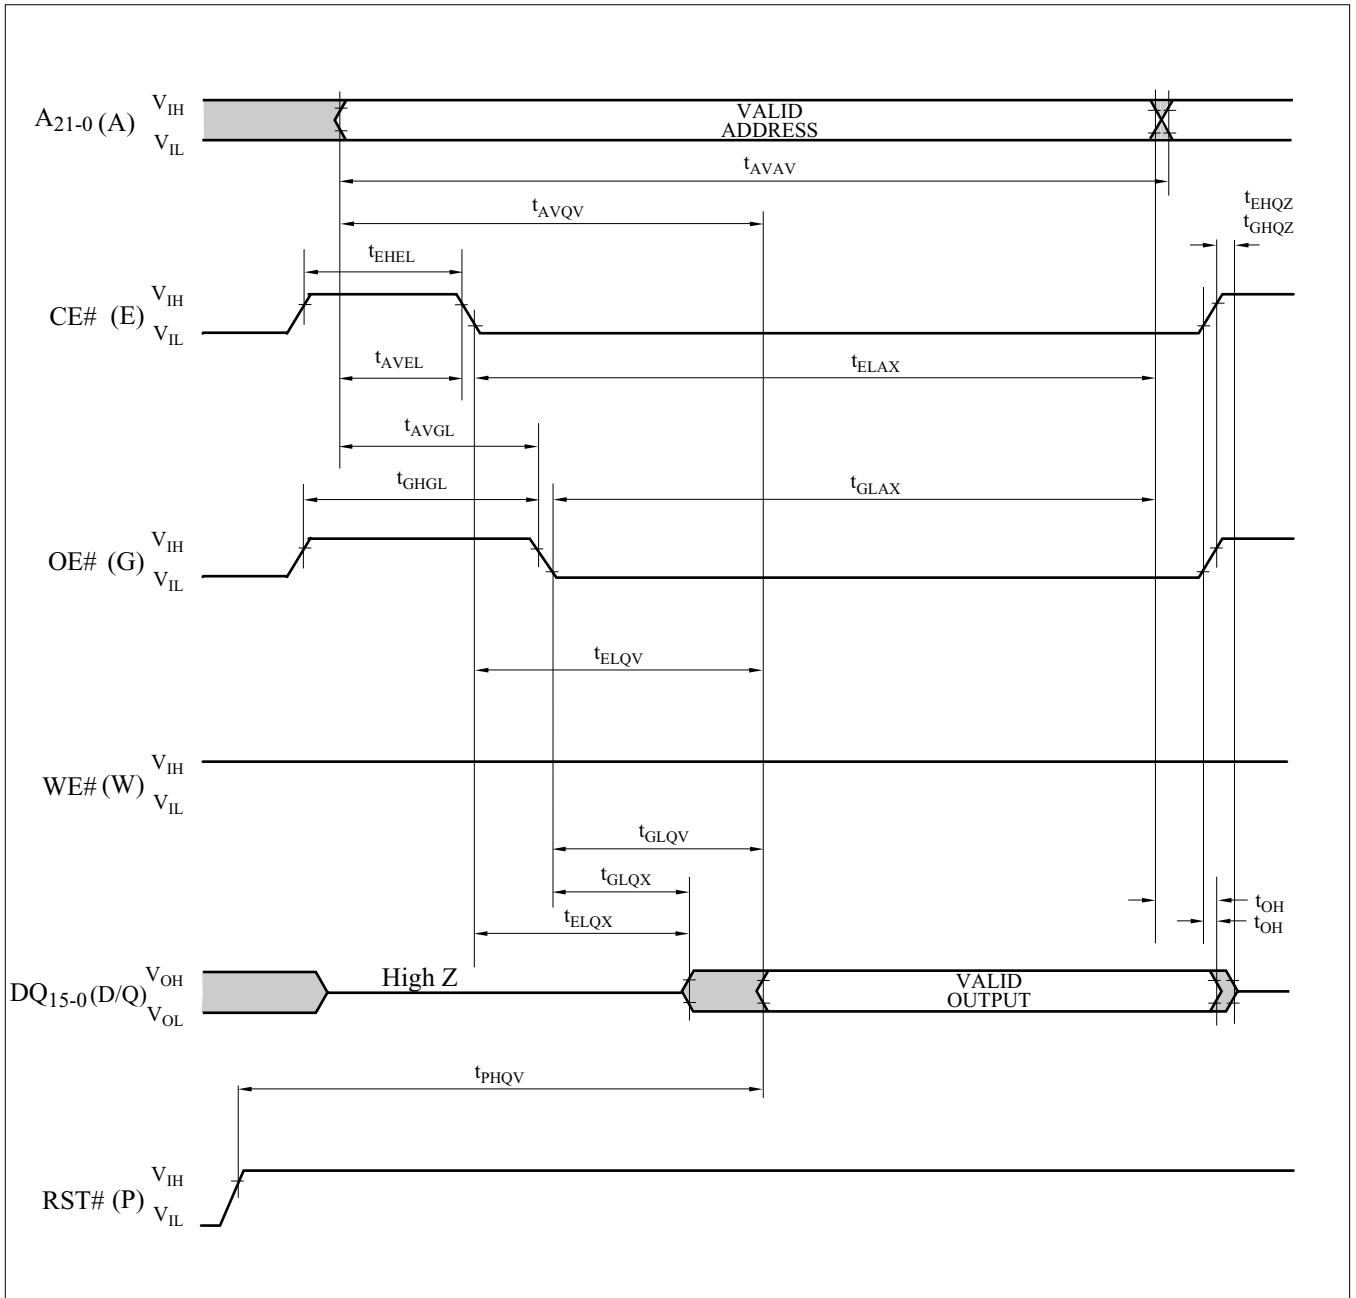 VIH
A21-0 (A)
VIL
VALID
ADDRESS
tAVAV
tAVQV
tEHQZ
tGHQZ
tEHEL
VIH
CE# (E)
VIL
tAVEL
tELAX
tAVGL
tGHGL
tGLAX
VIH
OE# (G)
VIL
tELQV
VIH
WE# (W)
VIL
tGLQV
tGLQX
tELQX
tOH
tOH
VOH
DQ15-0 (D/Q)
VOL
High Z
VALID
OUTPUT
tPHQV
VIH
RST# (P)
VIL